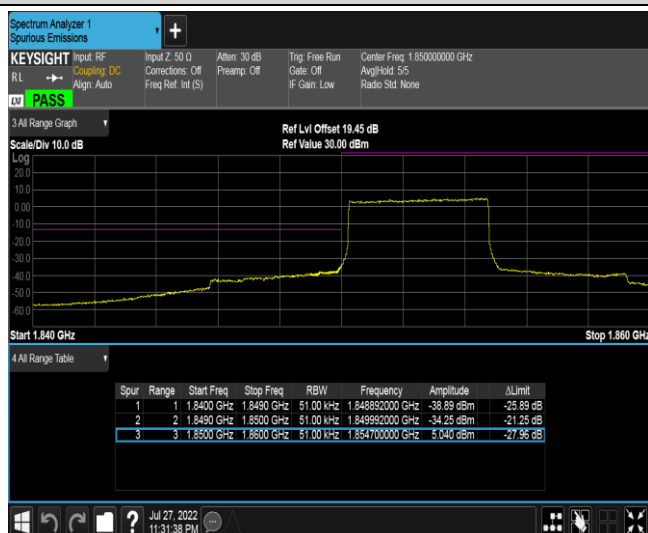 Spectrum Analyzer 1
Spurious Emissions
KEYSIGHT Input: RF Input Z: 50 Ω Atten: 30 dB Trig: Free Run Center Freq: 1.850000000 GHz
RL Coupling: DC Corrections: Off Preamp: Off Gate: Off Avg|Hold: 5/5
Align: Auto Freq Ref: Int (S) IF Gain: Low Radio Std: None
LXI PASS
3 All Range Graph
Ref Lvl Offset 19.45 dB
Scale/Div 10.0 dB Ref Value 30.00 dBm
Log
20.0
10.0
0.00
-10.0
-20.0
-30.0
-40.0
-50.0
-60.0
Start 1.840 GHz Stop 1.860 GHz
4 All Range Table
Spur Range Start Freq Stop Freq RBW Frequency Amplitude ΔLimit
1 1 1.8400 GHz 1.8490 GHz 51.00 kHz 1.848892000 GHz -38.89 dBm -25.89 dB
2 2 1.8490 GHz 1.8500 GHz 51.00 kHz 1.849992000 GHz -34.25 dBm -21.25 dB
3 3 1.8500 GHz 1.8600 GHz 51.00 kHz 1.854700000 GHz 5.040 dBm -27.96 dB
? Jul 27, 2022
11:31:38 PM